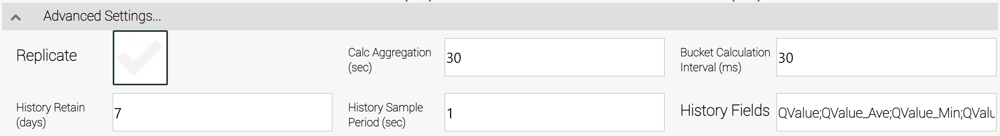 Advanced Settings...
Replicate
Calc Aggregation
(sec)
30
Bucket Calculation
Interval (ms)
30
History Retain
(days)
7
History Sample
Period (sec)
1
History Fields
QValue;QValue_Ave;QValue_Min;QValu